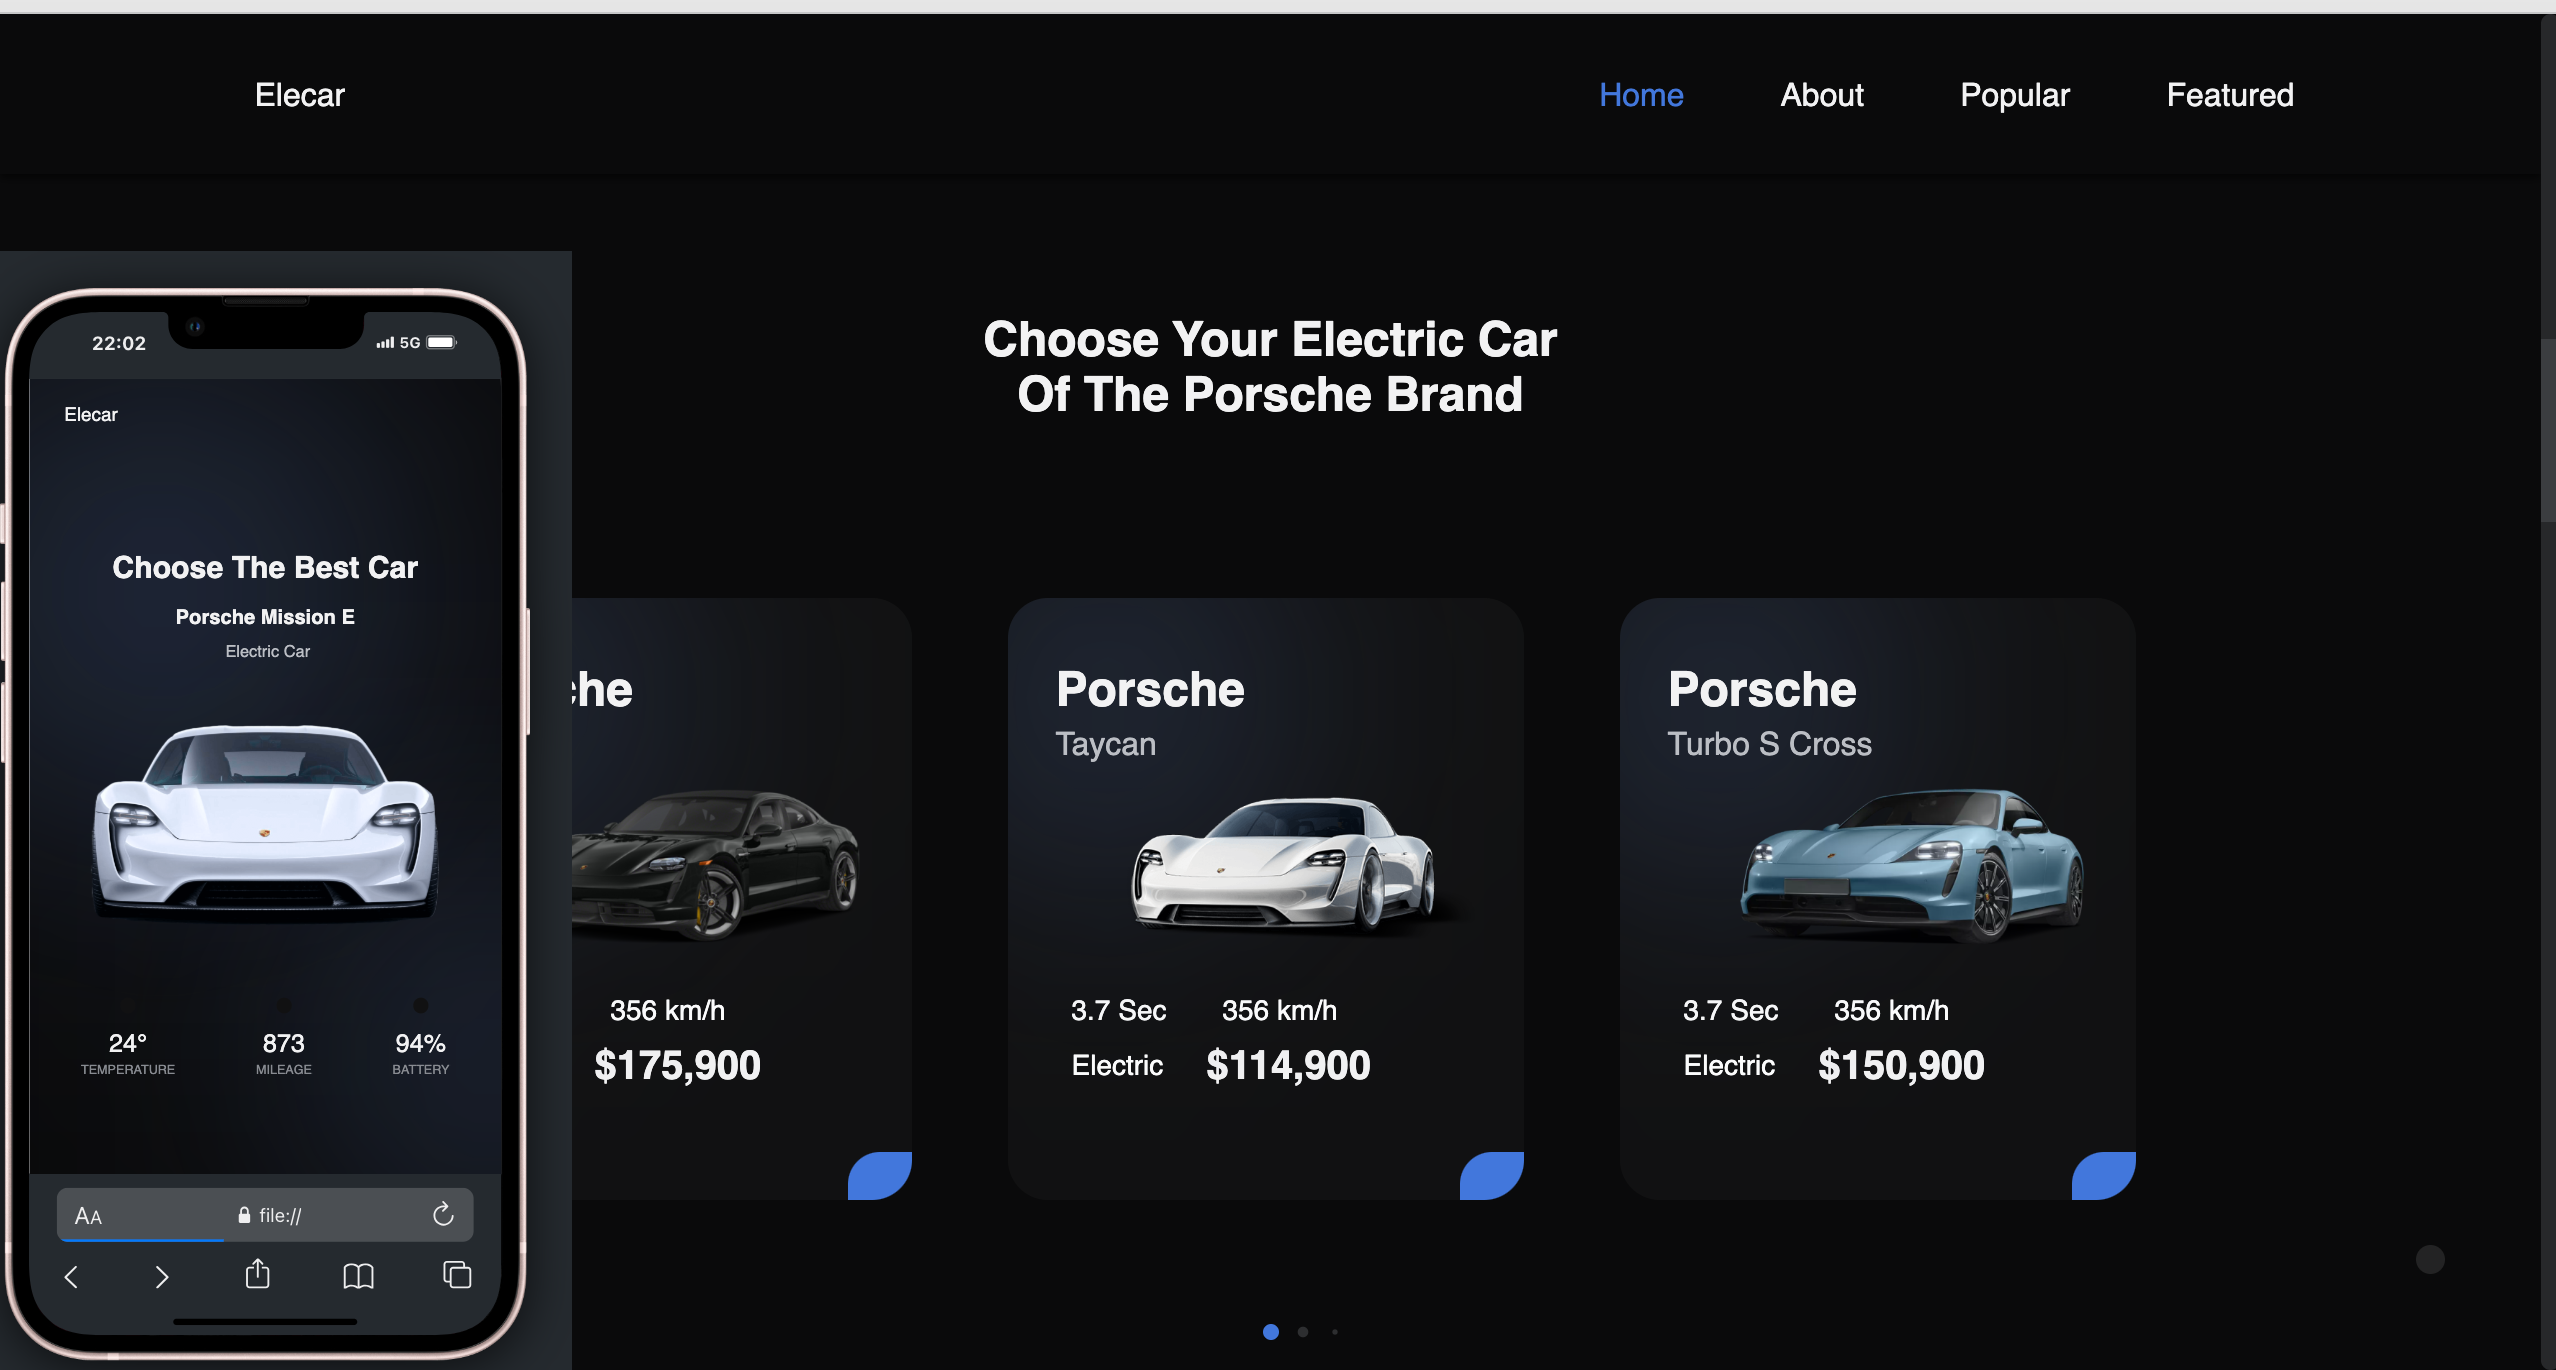 Elecar
Home About Popular Featured
Choose Your Electric Car
Of The Porsche Brand
22:02 5G
Elecar
Choose The Best Car
Porsche Mission E
Electric Car
24° 873 94%
TEMPERATURE MILEAGE BATTERY
AA file://
che
356 km/h
$175,900
Porsche
Taycan
3.7 Sec 356 km/h
Electric $114,900
Porsche
Turbo S Cross
3.7 Sec 356 km/h
Electric $150,900